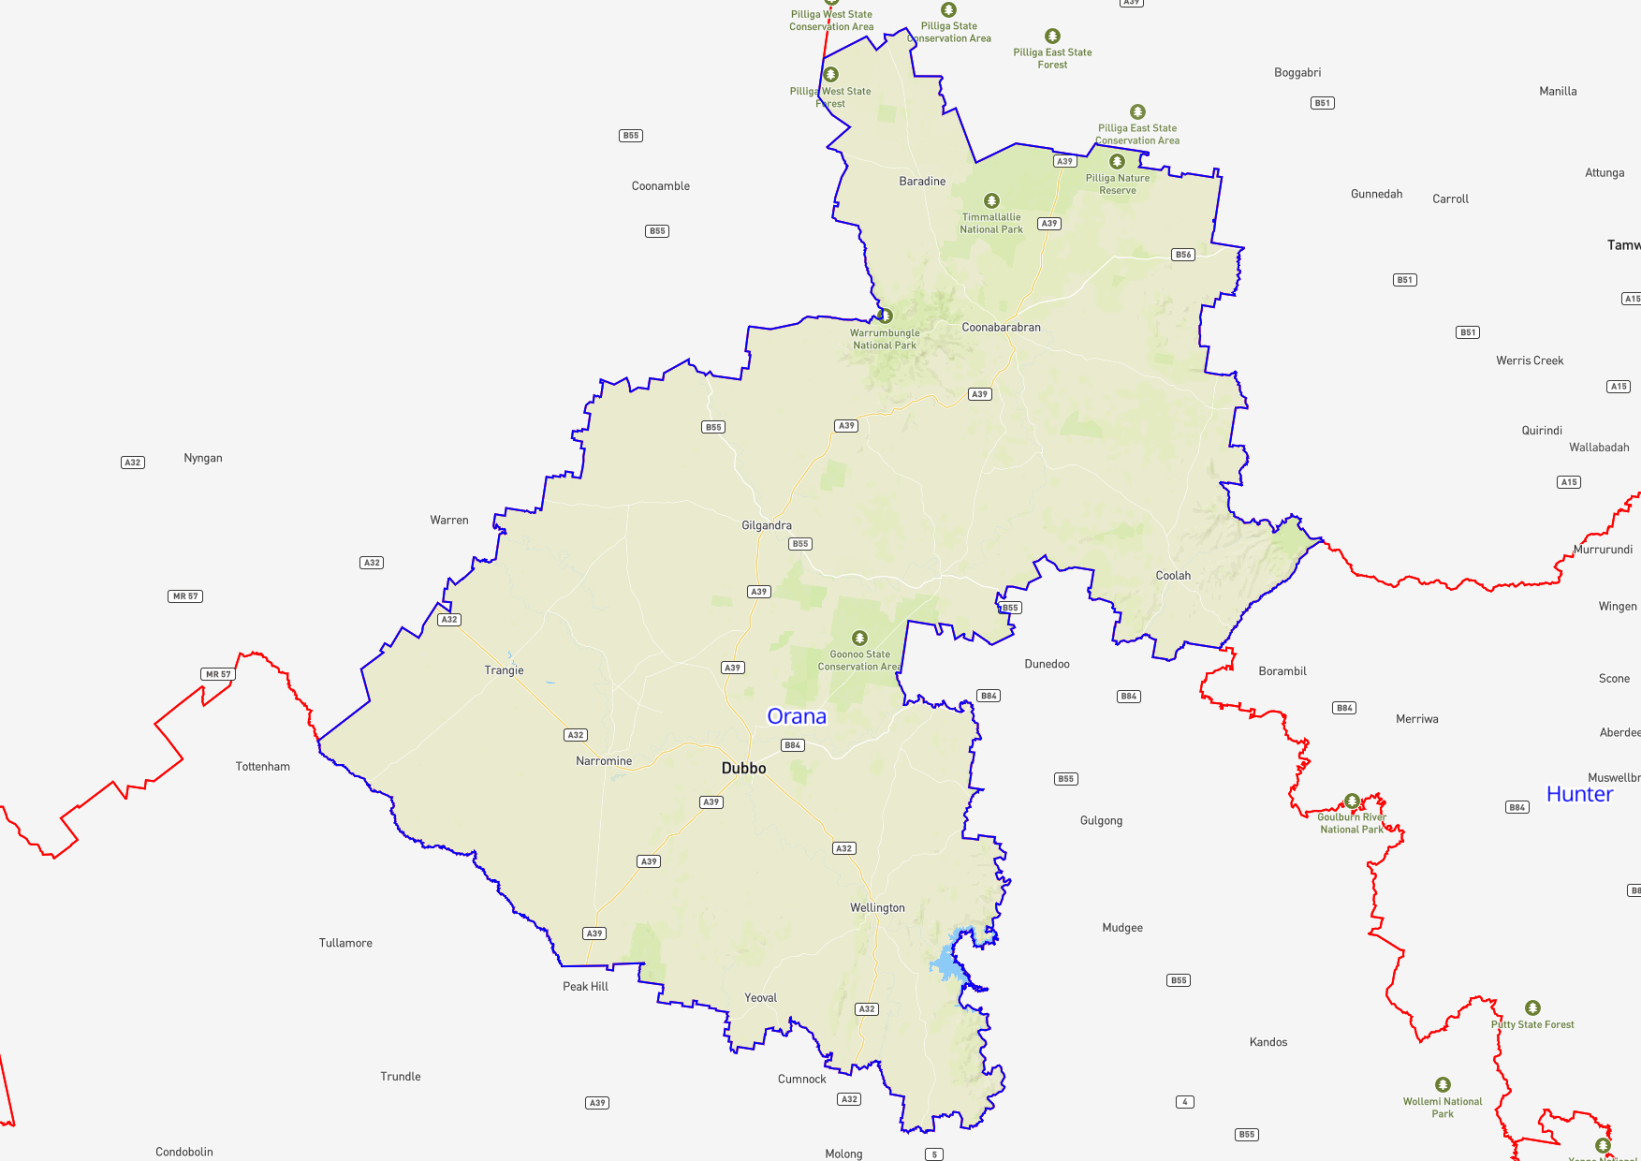 A39
Pilliga West State
Conservation Area
Pilliga State
Conservation Area
Pilliga East State
Forest
Boggabri
B51
Manilla
Pilliga West State
Forest
B55
Pilliga East State
Conservation Area
A39
Pilliga Nature
Reserve
Coonamble
Baradine
Attunga
Gunnedah
Carroll
Timmallallie
National Park
A39
B55
B56
Tamw
B51
A15
Warrumbungle
National Park
Coonabarabran
B51
Werris Creek
A15
A39
B55
A39
Quirindi
Wallabadah
Nyngan
A32
A15
Warren
Gilgandra
B55
Murrurundi
A32
Coolah
MR 57
A39
B55
Wingen
A32
Goonoo State
Conservation Area
Dunedoo
Trangie
A39
Borambil
MR 57
Scone
B84
B84
B84
Merriwa
Orana
Aberdee
A32
B84
Narromine
Dubbo
Tottenham
B55
Muswellbr
Hunter
A39
B84
Goulburn River
National Park
Gulgong
A32
A39
B8
Wellington
Mudgee
A39
Tullamore
B55
Peak Hill
Yeoval
A32
Putty State Forest
Kandos
Trundle
Cumnock
A39
A32
4
Wollemi National
Park
B55
Condobolin
Molong
5